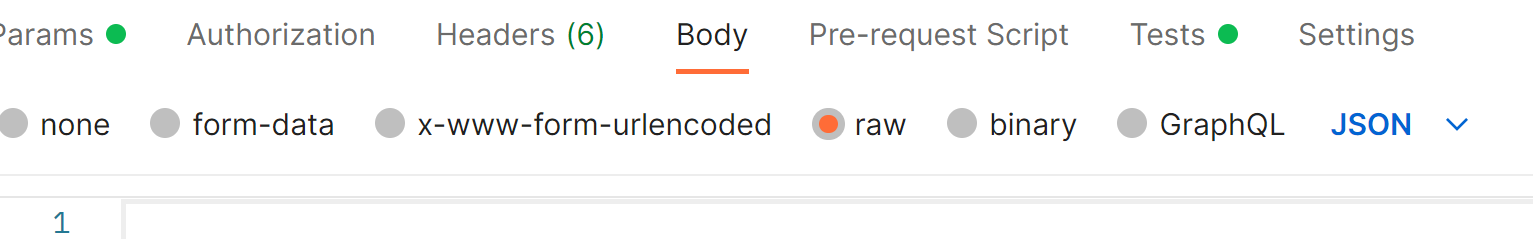 Params Authorization Headers (6) Body Pre-request Script Tests Settings
none form-data x-www-form-urlencoded raw binary GraphQL JSON
1